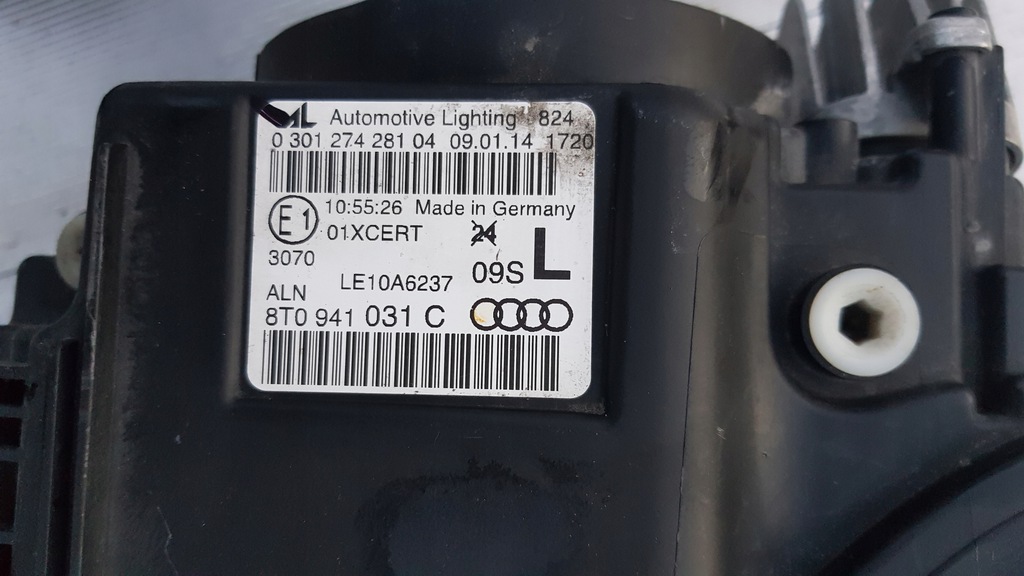 AL Automotive Lighting 824
0 301 274 281 04 09.01.14 1720
E1 10:55:26 Made in Germany
01XCERT 24
3070 09S L
LE10A6237
ALN
8T0 941 031 C